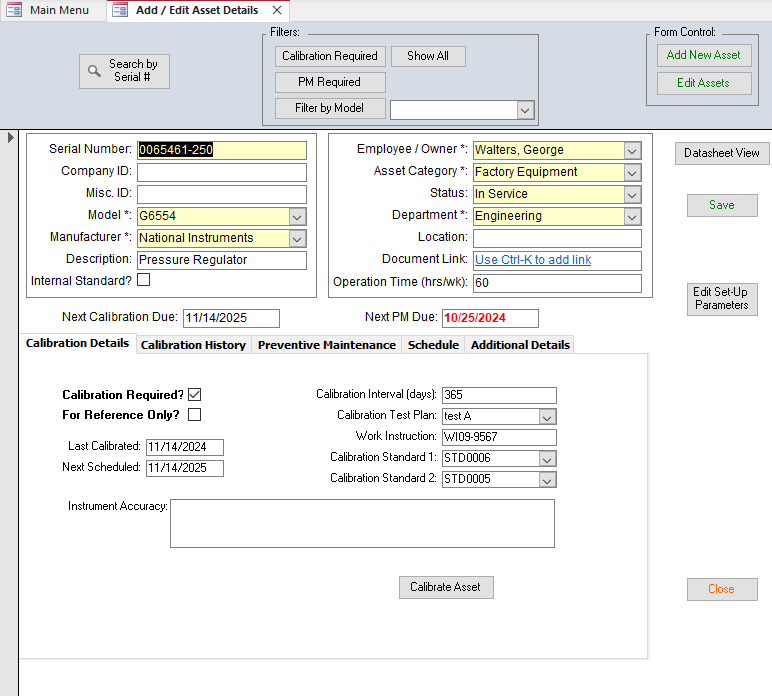 Main Menu
Add / Edit Asset Details
Filters:
Form Control:
Search by
Serial #
Calibration Required
Show All
PM Required
Filter by Model
Add New Asset
Edit Assets
Serial Number: 0065461-250
Company ID:
Misc. ID:
Model *: G6554
Manufacturer *: National Instruments
Description: Pressure Regulator
Internal Standard?
Employee / Owner *: Walters, George
Asset Category *: Factory Equipment
Status: In Service
Department *: Engineering
Location:
Document Link: Use Ctrl-K to add link
Operation Time (hrs/wk): 60
Datasheet View
Save
Edit Set-Up
Parameters
Next Calibration Due: 11/14/2025
Next PM Due: 10/25/2024
Calibration Details
Calibration History
Preventive Maintenance
Schedule
Additional Details
Calibration Required?
For Reference Only?
Last Calibrated: 11/14/2024
Next Scheduled: 11/14/2025
Calibration Interval (days): 365
Calibration Test Plan: test A
Work Instruction: WI09-9567
Calibration Standard 1: STD0006
Calibration Standard 2: STD0005
Instrument Accuracy:
Calibrate Asset
Close